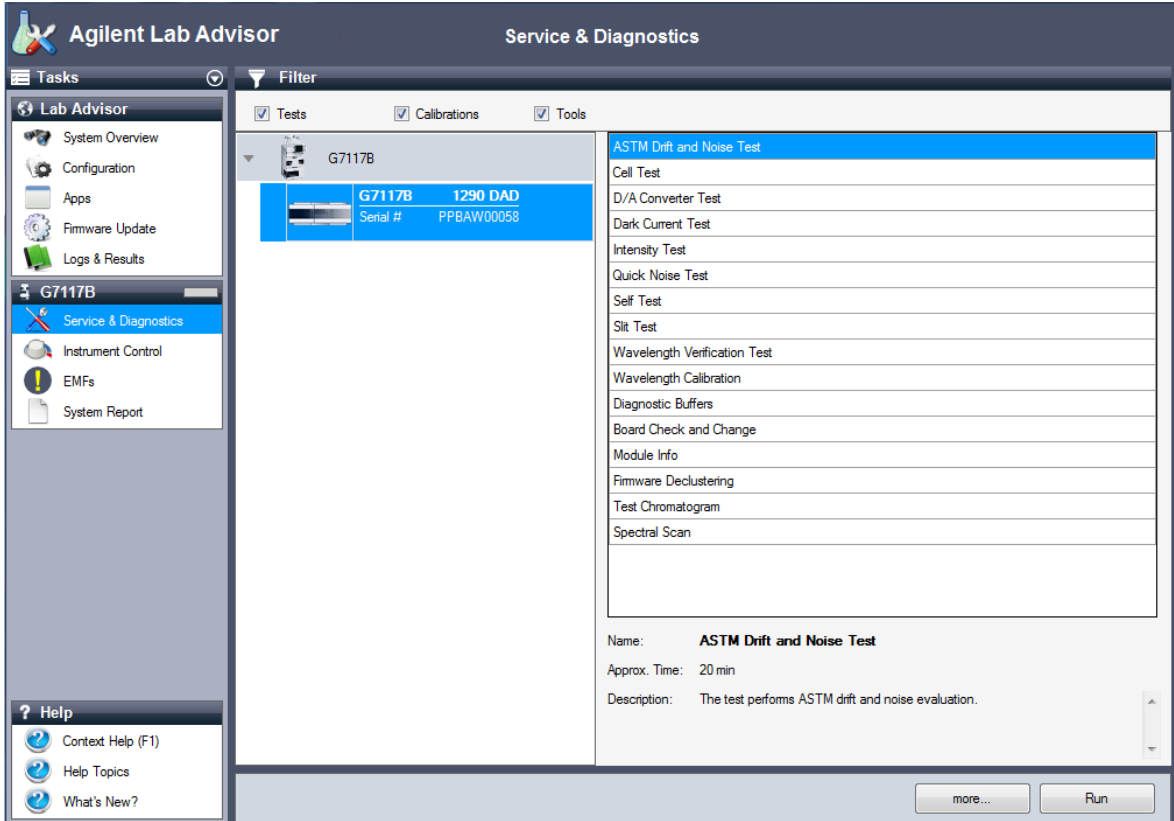 Agilent Lab Advisor
Service & Diagnostics
Tasks
Filter
Lab Advisor
System Overview
Configuration
Apps
Firmware Update
Logs & Results
G7117B
Service & Diagnostics
Instrument Control
EMFs
System Report
? Help
Context Help (F1)
Help Topics
What's New?
Tests Calibrations Tools
G7117B
G7117B 1290 DAD
Serial # PPBAW00058
ASTM Drift and Noise Test
Cell Test
D/A Converter Test
Dark Current Test
Intensity Test
Quick Noise Test
Self Test
Slit Test
Wavelength Verification Test
Wavelength Calibration
Diagnostic Buffers
Board Check and Change
Module Info
Firmware Declustering
Test Chromatogram
Spectral Scan
Name: ASTM Drift and Noise Test
Approx. Time: 20 min
Description: The test performs ASTM drift and noise evaluation.
more... Run